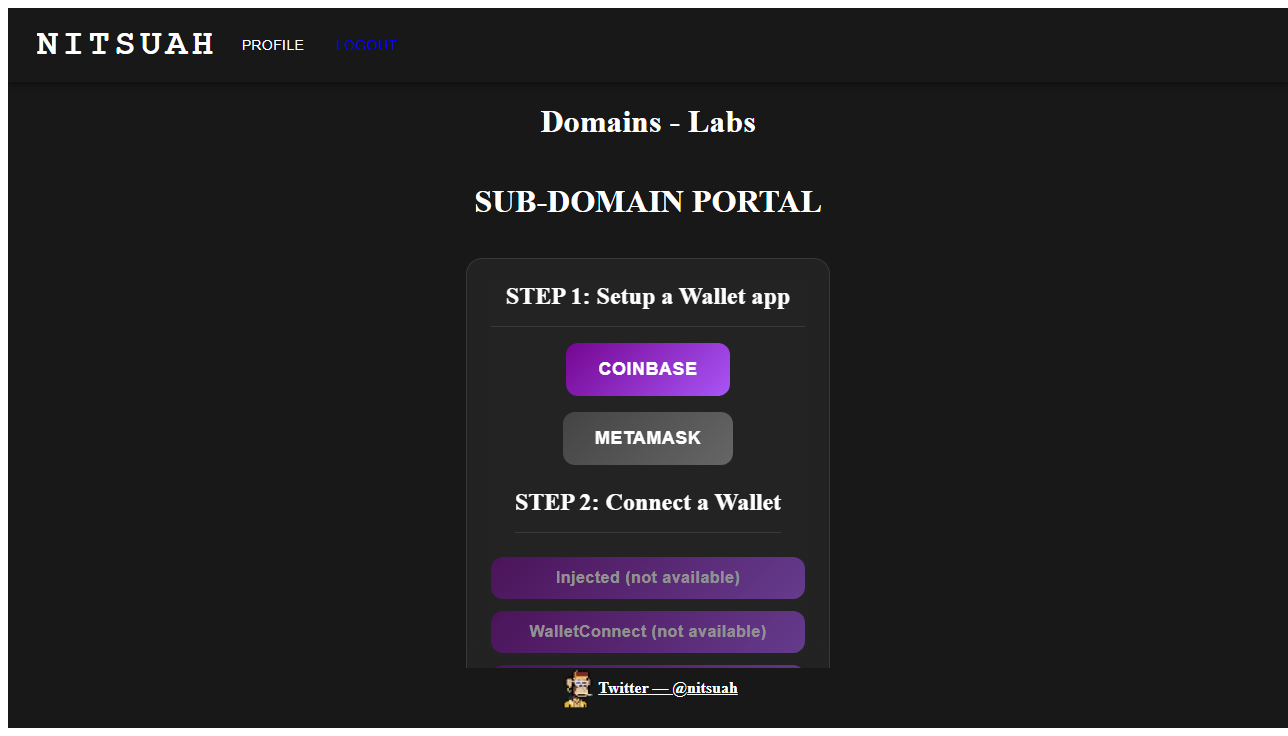 NITSUAH PROFILE LOGOUT
Domains - Labs
SUB-DOMAIN PORTAL
STEP 1: Setup a Wallet app
COINBASE
METAMASK
STEP 2: Connect a Wallet
Injected (not available)
WalletConnect (not available)
Twitter — @nitsuah